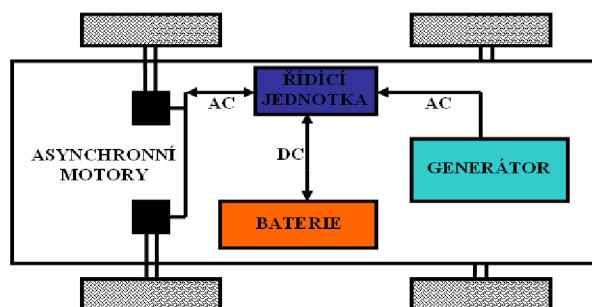 ŘÍDÍCÍ
JEDNOTKA
AC
AC
ASYNCHRONNÍ
MOTORY
DC
GENERÁTOR
BATERIE